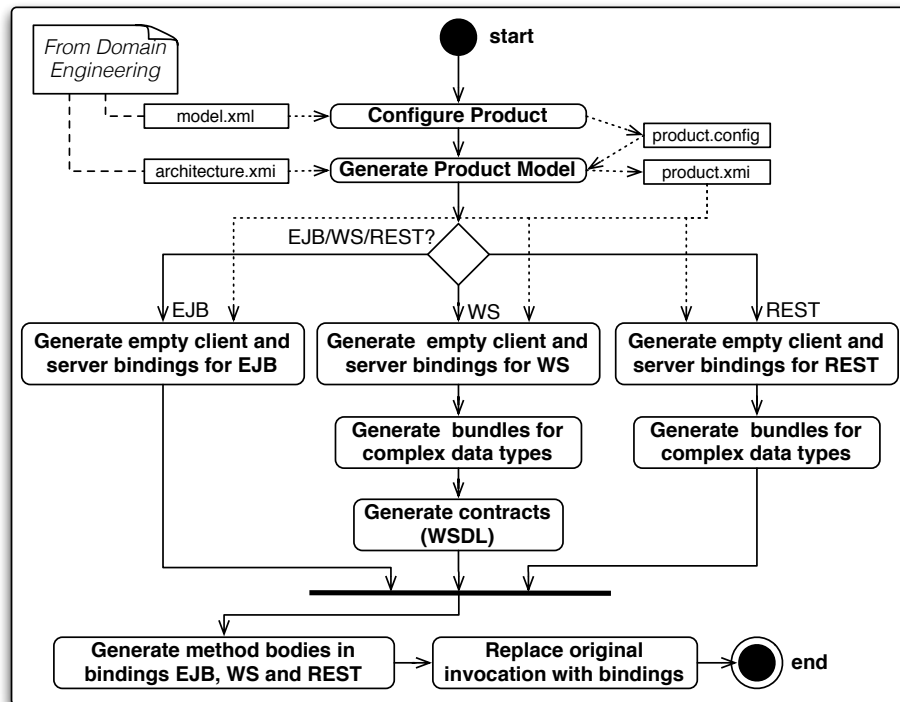 From Domain
Engineering
start
model.xml
Configure Product
product.config
architecture.xmi
Generate Product Model
product.xmi
EJB/WS/REST?
EJB
WS
REST
Generate empty client and
server bindings for EJB
Generate empty client and
server bindings for WS
Generate empty client and
server bindings for REST
Generate bundles for
complex data types
Generate bundles for
complex data types
Generate contracts
(WSDL)
Generate method bodies in
bindings EJB, WS and REST
Replace original
invocation with bindings
end